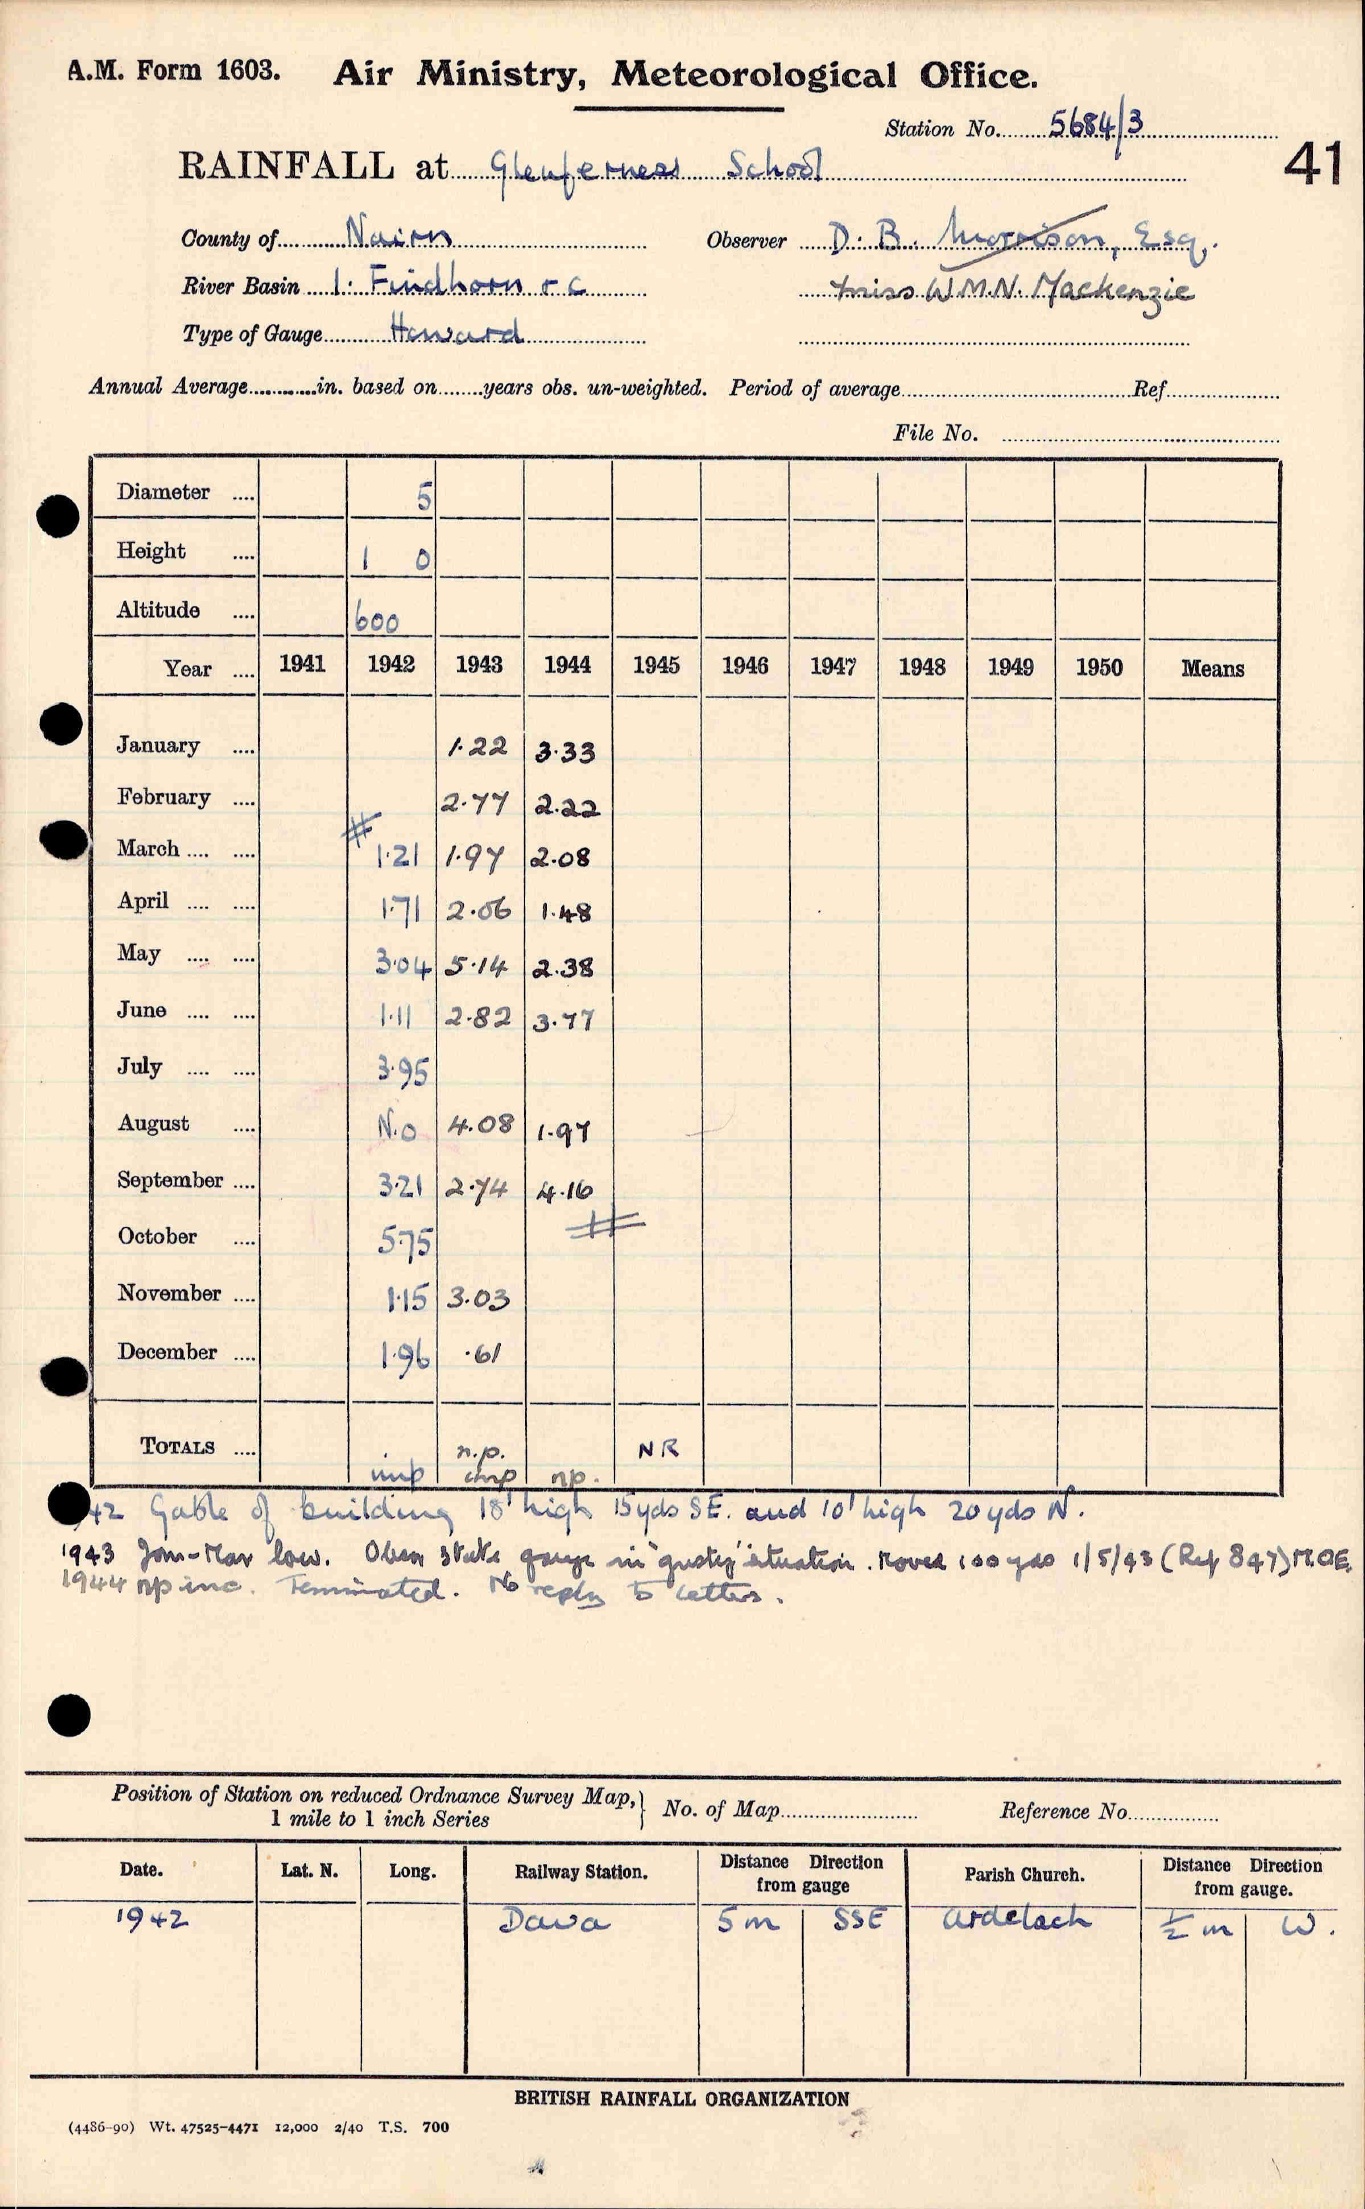 A.M. Form 1603. Air Ministry, Meteorological Office.
Station No. 5684/3
41
RAINFALL at Glenferness School
County of Nairn Observer D. B. Morrison, Esq.
River Basin 1. Findhorn & C Miss W.M.N. Mackenzie
Type of Gauge Howard
Annual Average in. based on years obs. un-weighted. Period of average Ref
File No.
Diameter .... 5
Height .... 1 0
Altitude .... 600
Year .... 1941 1942 1943 1944 1945 1946 1947 1948 1949 1950 Means
January .... 1.22 3.33
February .... 2.77 2.22
March .... .... 1.21 1.97 2.08
April .... .... 1.71 2.06 1.48
May .... .... 3.04 5.14 2.38
June .... .... 1.11 2.82 3.77
July .... .... 3.95
August .... N.O 4.08 1.97
September .... 3.21 2.74 4.16
October .... 5.75
November .... 1.15 3.03
December .... 1.96 .61
TOTALS .... imp n.p. imp np. NR
42 Gable of building 18' high 15yds SE. and 10' high 20yds N.
1943 Jan-Mar low. Obsr states gauge in "gusty" situation. Moved 100 yds 1/5/43 (Ref 847) M.O.E.
1944 np inc. Terminated. No reply to letters.
Position of Station on reduced Ordnance Survey Map, 1 mile to 1 inch Series } No. of Map Reference No.
Date. Lat. N. Long. Railway Station. Distance Direction from gauge Parish Church. Distance Direction from gauge.
1942 Dava 5 m SSE Ardclach ½ m W.
BRITISH RAINFALL ORGANIZATION
(4486-90) Wt. 47525-4471 12,000 2/40 T.S. 700